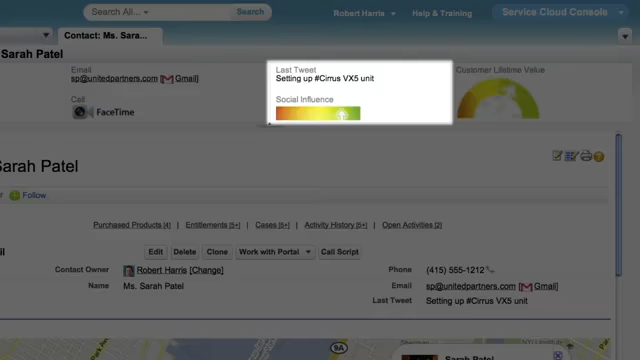 Search All...
Search
Robert Harris
Help & Training
Service Cloud Console
Contact: Ms. Sara...
Sarah Patel
Email
sp@unitedpartners.com [Gmail]
Call
FaceTime
Last Tweet
Setting up #Cirrus VX5 unit
Social Influence
Customer Lifetime Value
Sarah Patel
Follow
Purchased Products [4] | Entitlements [5+] | Cases [5+] | Activity History [5+] | Open Activities [2]
Edit Delete Clone Work with Portal Call Script
Contact Owner Robert Harris [Change]
Name Ms. Sarah Patel
Phone (415) 555-1212
Email sp@unitedpartners.com [Gmail]
Last Tweet Setting up #Cirrus VX5 unit
9A
Sarah Patel